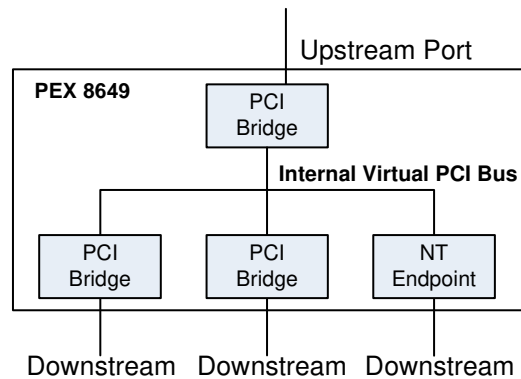 Upstream Port
PEX 8649
PCI
Bridge
Internal Virtual PCI Bus
PCI
Bridge
PCI
Bridge
NT
Endpoint
Downstream Downstream Downstream